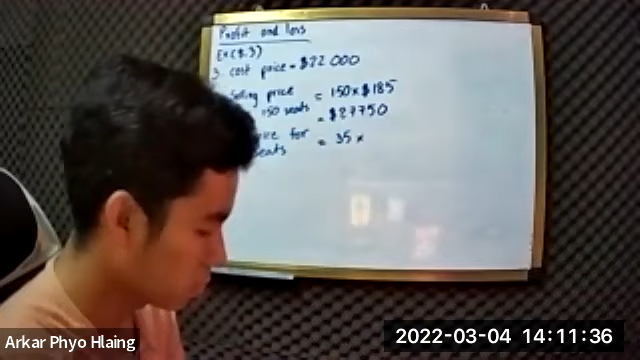 Profit and loss
Ex(8.3)
3. cost price = $22 000
selling price
150 seats = 150 x $185
= $27750
price for
seats = 35 x
Arkar Phyo Hlaing
2022-03-04 14:11:36